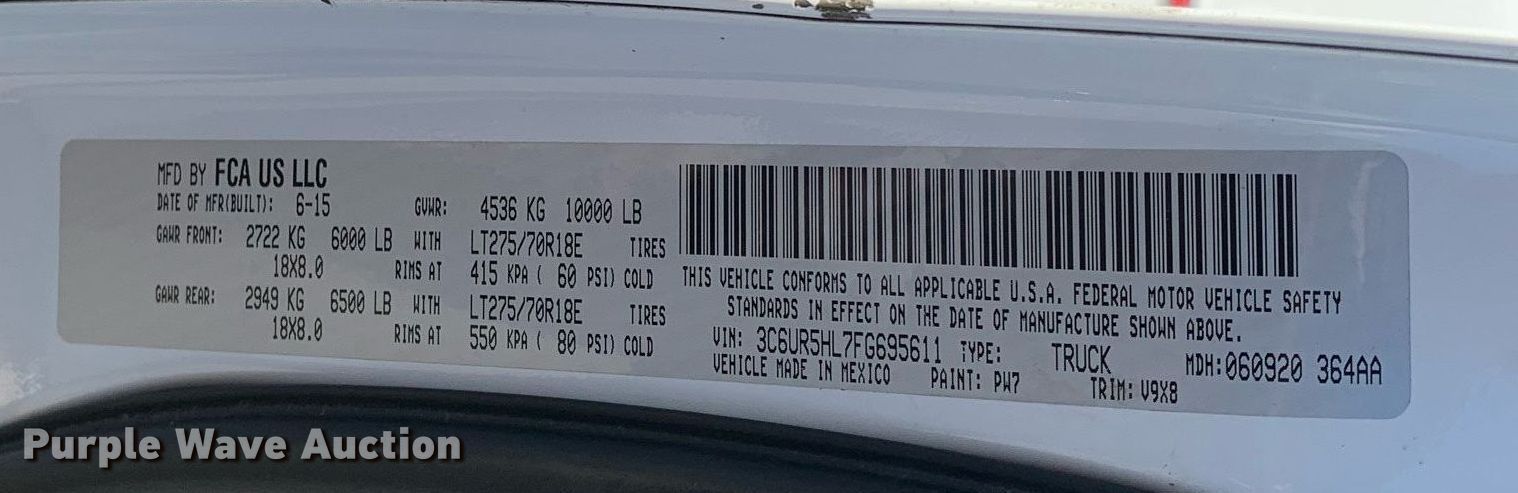 MFD BY FCA US LLC
DATE OF MFR(BUILT): 6-15 GVWR: 4536 KG 10000 LB
GAWR FRONT: 2722 KG 6000 LB WITH LT275/70R18E TIRES
18X8.0 RIMS AT 415 KPA ( 60 PSI) COLD
GAWR REAR: 2949 KG 6500 LB WITH LT275/70R18E TIRES
18X8.0 RIMS AT 550 KPA ( 80 PSI) COLD
THIS VEHICLE CONFORMS TO ALL APPLICABLE U.S.A. FEDERAL MOTOR VEHICLE SAFETY
STANDARDS IN EFFECT ON THE DATE OF MANUFACTURE SHOWN ABOVE.
VIN: 3C6UR5HL7FG695611 TYPE: TRUCK MDH:060920 364AA
VEHICLE MADE IN MEXICO PAINT: PW7 TRIM: V9X8
Purple Wave Auction